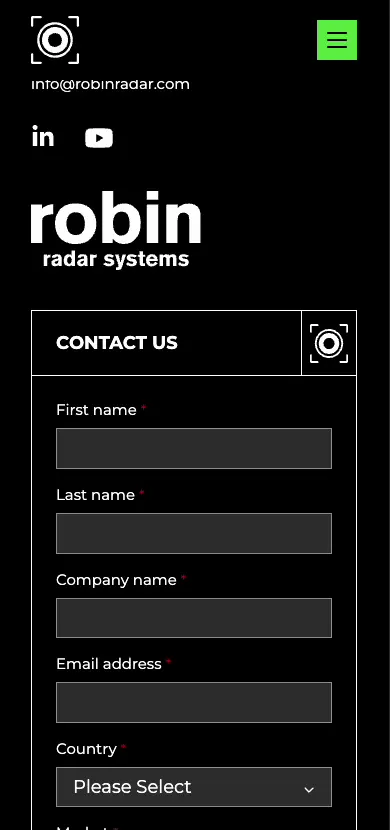 info@robinradar.com
in
robin
radar systems
CONTACT US
First name *
Last name *
Company name *
Email address *
Country *
Please Select